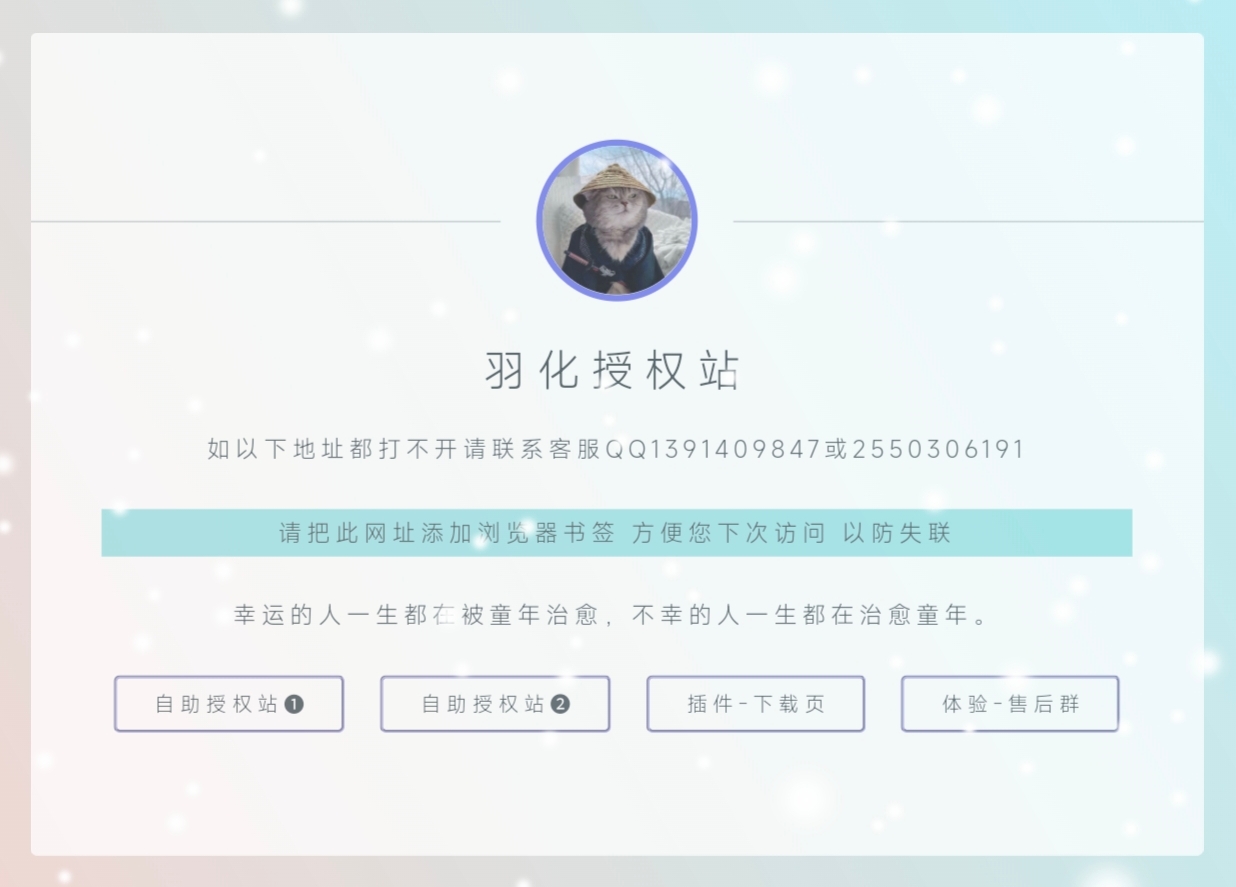 羽化授权站
如以下地址都打不开请联系客服QQ1391409847或2550306191
请把此网址添加浏览器书签 方便您下次访问 以防失联
幸运的人一生都在被童年治愈，不幸的人一生都在治愈童年。
自助授权站❶
自助授权站❷
插件-下载页
体验-售后群